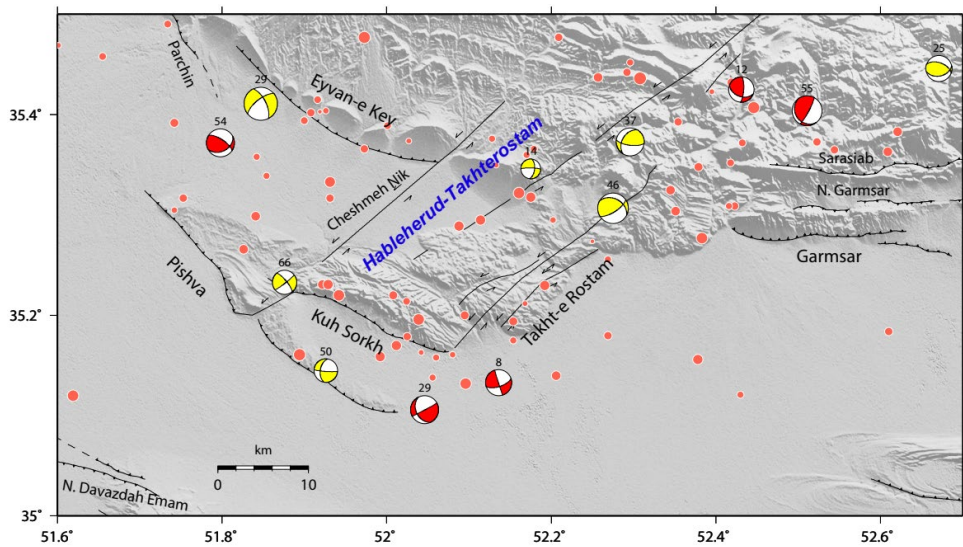 25
12
Parchin
29
55
Eyvan-e Key
35.4˚
37
54
14
Sarasiab
Cheshmeh Nik
Hableherud-Takhterostam
46
N. Garmsar
Garmsar
Pishva
66
Takht-e Rostam
35.2˚
Kuh Sorkh
50
8
29
km
0
10
N. Davazdah Emam
35˚
51.6˚
51.8˚
52˚
52.2˚
52.4˚
52.6˚